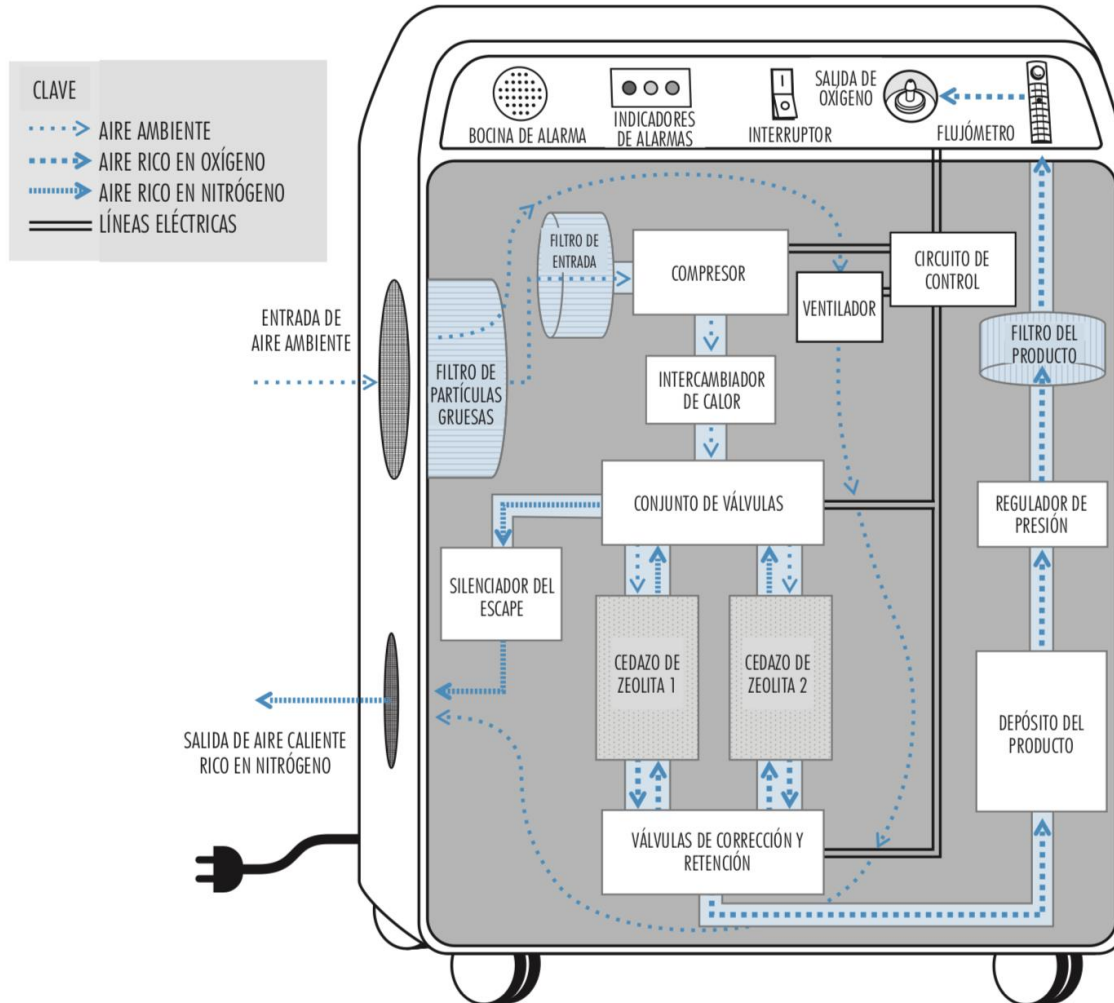 CLAVE
AIRE AMBIENTE
AIRE RICO EN OXÍGENO
AIRE RICO EN NITRÓGENO
LÍNEAS ELÉCTRICAS
BOCINA DE ALARMA
INDICADORES
DE ALARMAS
INTERRUPTOR
SALIDA DE
OXÍGENO
FLUJÓMETRO
ENTRADA DE
AIRE AMBIENTE
FILTRO DE
PARTÍCULAS
GRUESAS
FILTRO DE
ENTRADA
COMPRESOR
VENTILADOR
CIRCUITO DE
CONTROL
FILTRO DEL
PRODUCTO
INTERCAMBIADOR
DE CALOR
CONJUNTO DE VÁLVULAS
REGULADOR DE
PRESIÓN
SILENCIADOR DEL
ESCAPE
CEDAZO DE
ZEOLITA 1
CEDAZO DE
ZEOLITA 2
DEPÓSITO DEL
PRODUCTO
SALIDA DE AIRE CALIENTE
RICO EN NITRÓGENO
VÁLVULAS DE CORRECCIÓN Y
RETENCIÓN